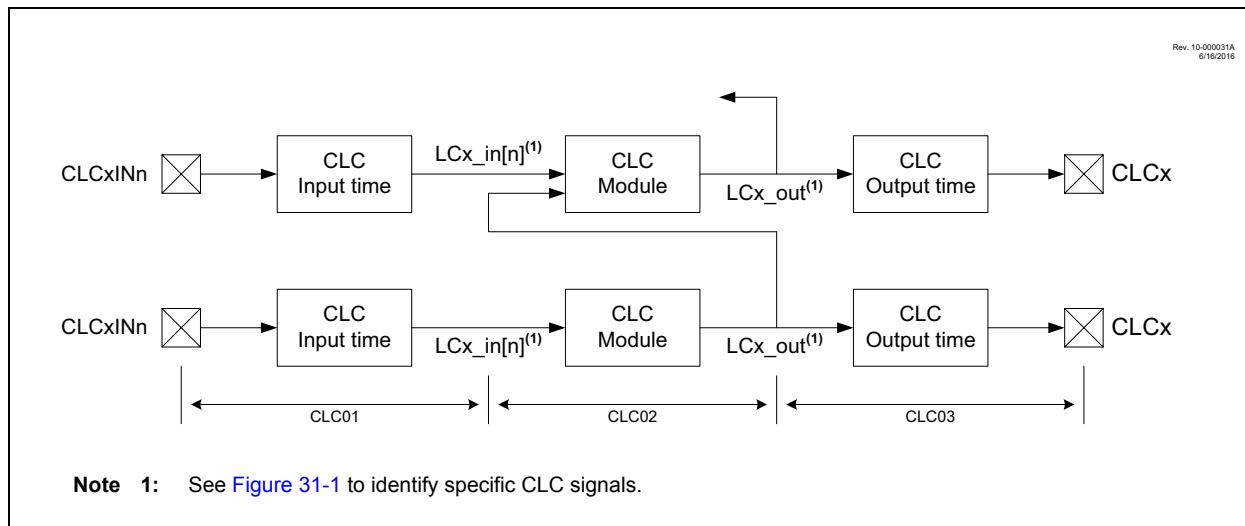 Rev. 10-000031A
6/16/2016
CLCxINn
CLC
Input time
LCx_in[n](1)
CLC
Module
LCx_out(1)
CLC
Output time
CLCx
CLCxINn
CLC
Input time
LCx_in[n](1)
CLC
Module
LCx_out(1)
CLC
Output time
CLCx
CLC01
CLC02
CLC03
Note 1: See Figure 31-1 to identify specific CLC signals.